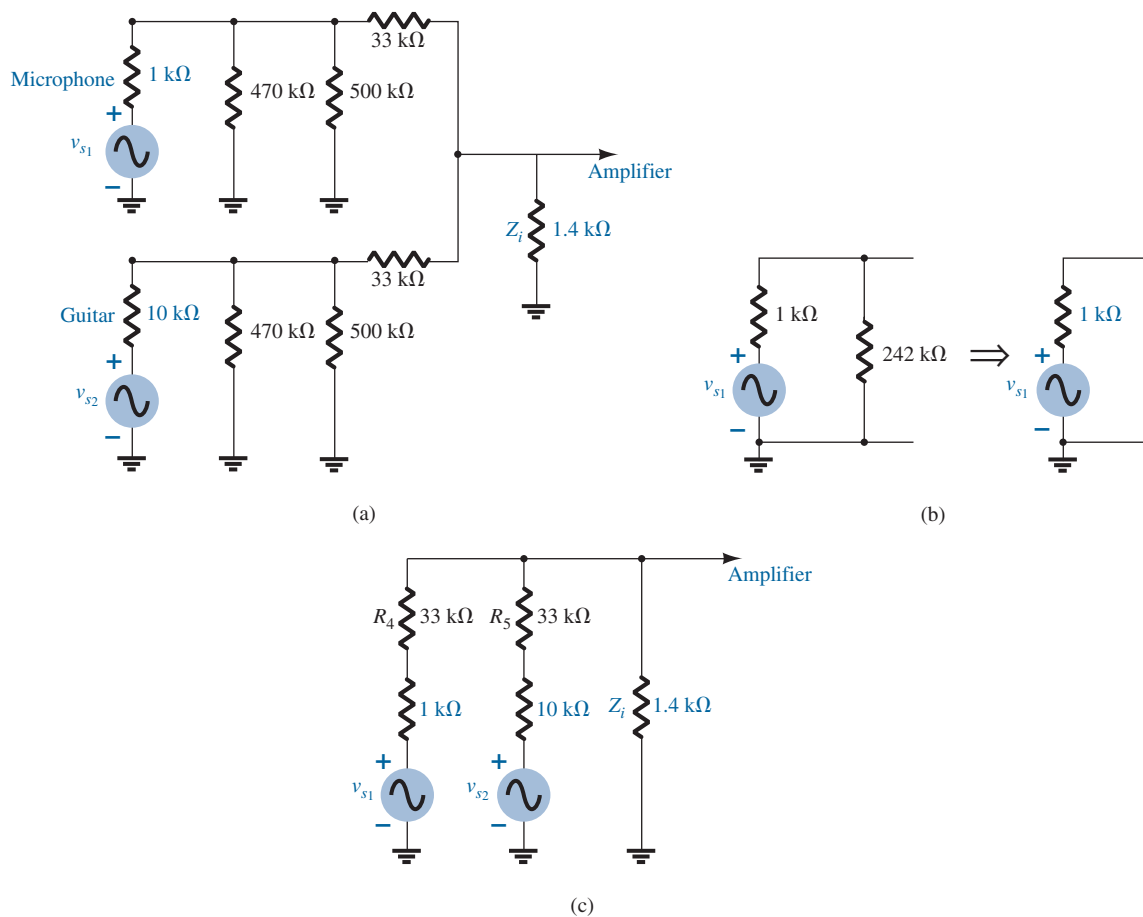 33 kΩ
Microphone
1 kΩ
470 kΩ
500 kΩ
+
vs1
−
Amplifier
Zi
1.4 kΩ
33 kΩ
Guitar
10 kΩ
470 kΩ
500 kΩ
+
vs2
−
(a)
1 kΩ
+
vs1
−
242 kΩ
⇒
1 kΩ
+
vs1
−
(b)
Amplifier
R4
33 kΩ
R5
33 kΩ
1 kΩ
10 kΩ
Zi
1.4 kΩ
+
vs1
−
+
vs2
−
(c)